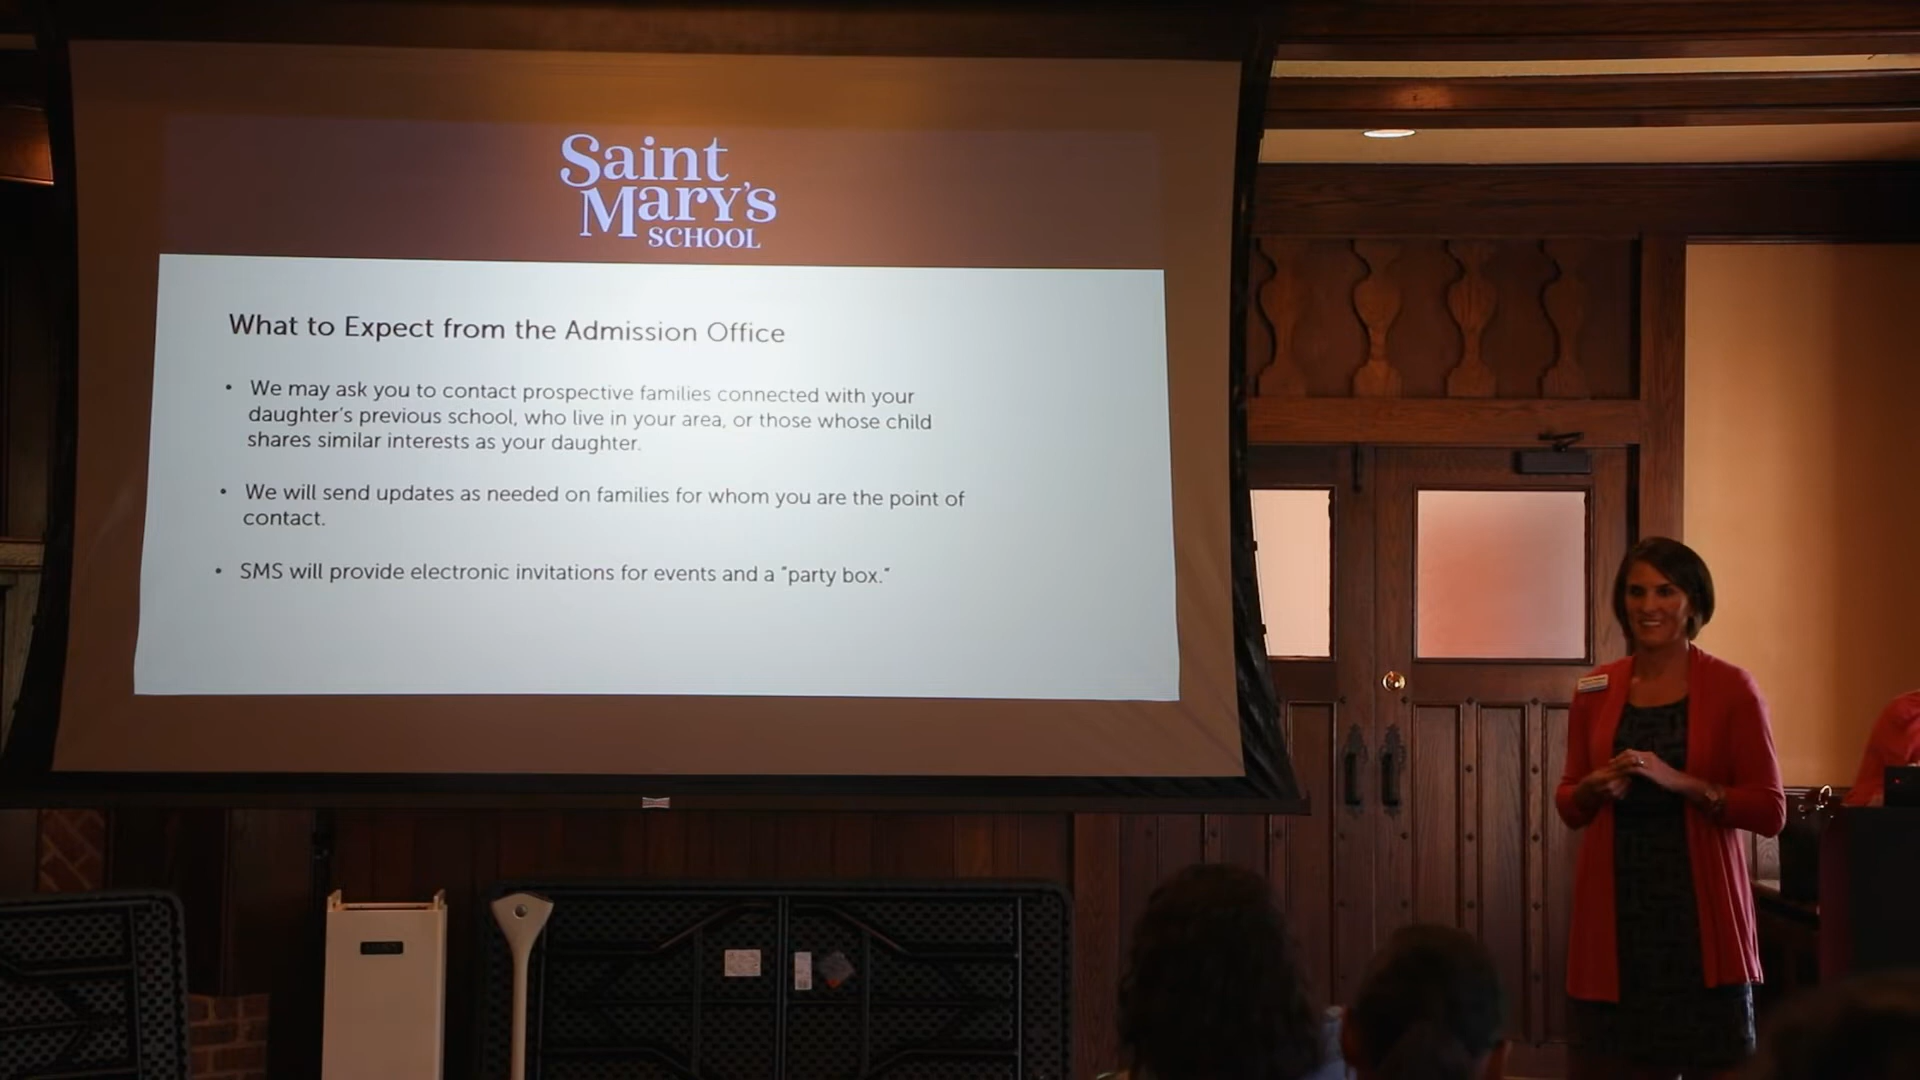 Saint
Mary's
SCHOOL
What to Expect from the Admission Office
• We may ask you to contact prospective families connected with your
daughter's previous school, who live in your area, or those whose child
shares similar interests as your daughter.
• We will send updates as needed on families for whom you are the point of
contact.
• SMS will provide electronic invitations for events and a "party box."